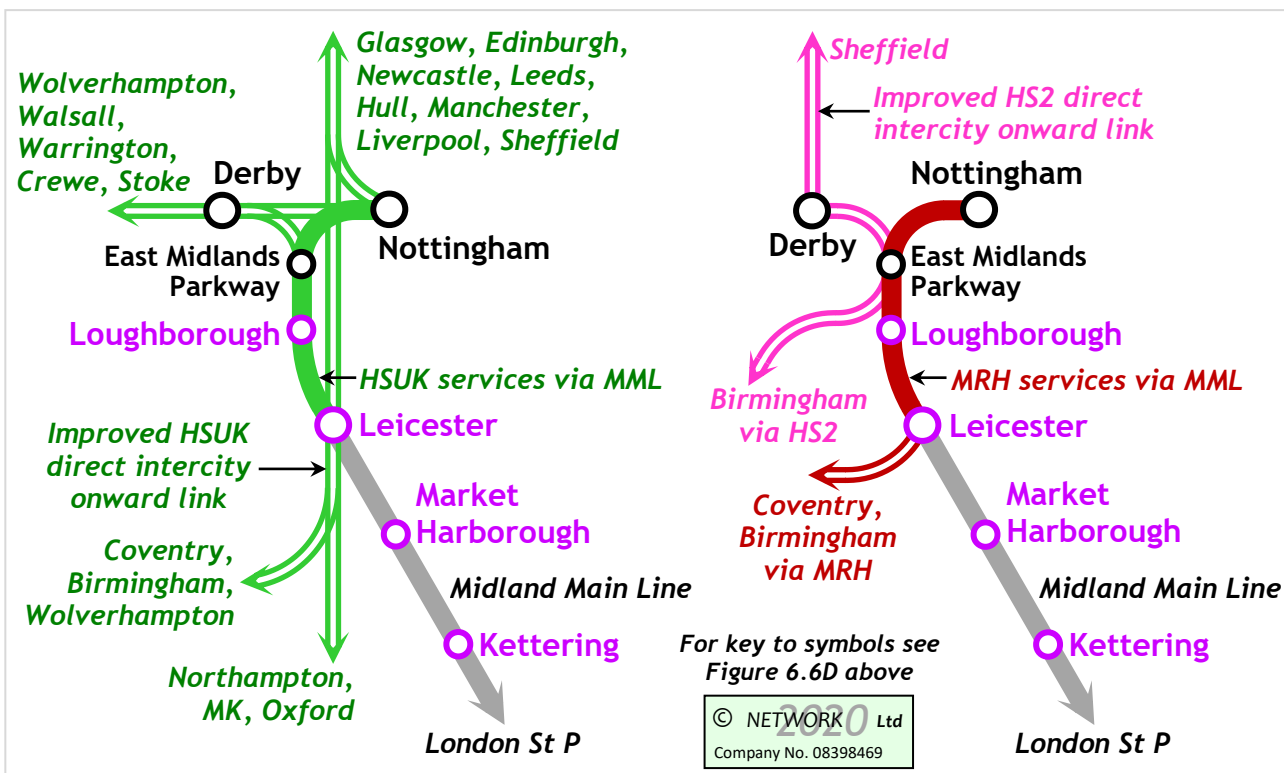 Glasgow, Edinburgh,
Newcastle, Leeds,
Hull, Manchester,
Liverpool, Sheffield
Wolverhampton,
Walsall,
Warrington,
Crewe, Stoke
Derby
Nottingham
East Midlands
Parkway
Loughborough
HSUK services via MML
Leicester
Improved HSUK
direct intercity
onward link
Market
Harborough
Coventry,
Birmingham,
Wolverhampton
Midland Main Line
Kettering
Northampton,
MK, Oxford
London St P
Sheffield
Improved HS2 direct
intercity onward link
Nottingham
Derby
East Midlands
Parkway
Loughborough
MRH services via MML
Birmingham
via HS2
Leicester
Coventry,
Birmingham
via MRH
Market
Harborough
Midland Main Line
Kettering
For key to symbols see
Figure 6.6D above
© NETWORK 2020 Ltd
Company No. 08398469
London St P